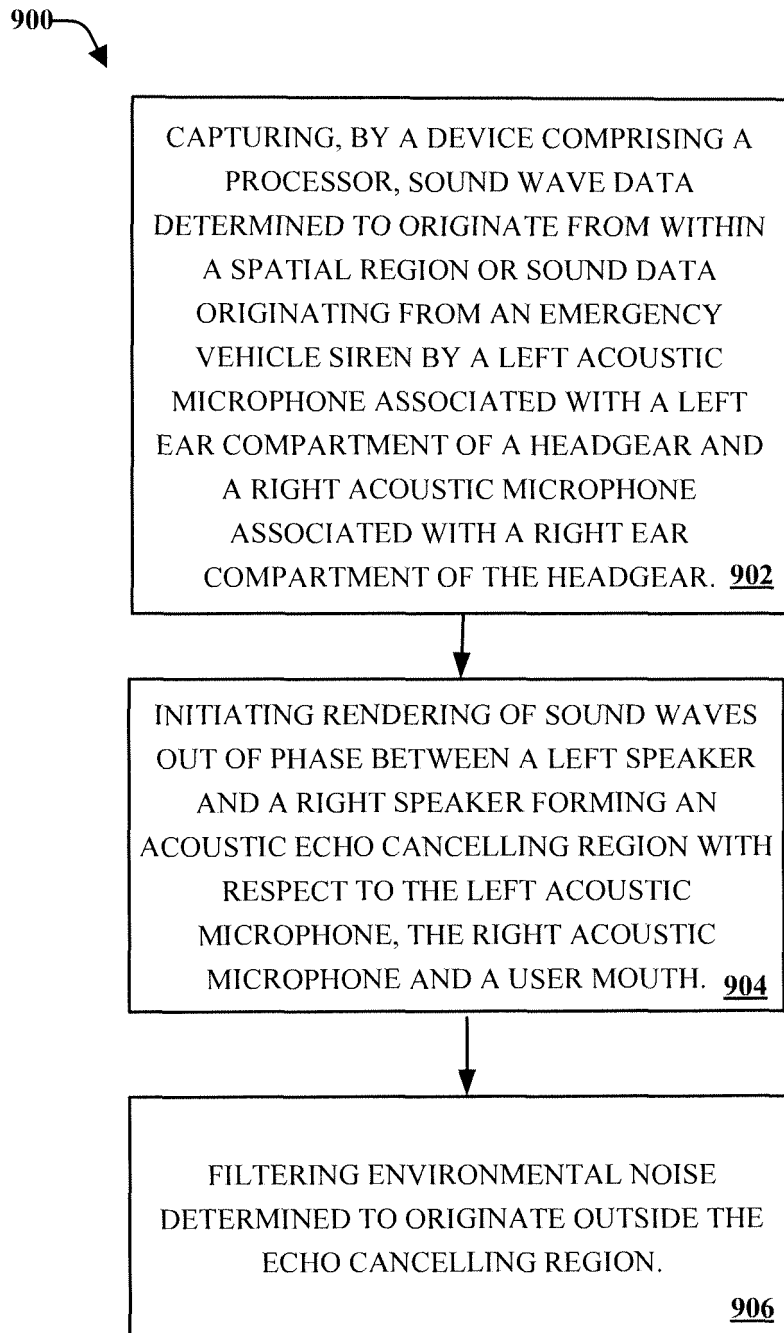 900
CAPTURING, BY A DEVICE COMPRISING A
PROCESSOR, SOUND WAVE DATA
DETERMINED TO ORIGINATE FROM WITHIN
A SPATIAL REGION OR SOUND DATA
ORIGINATING FROM AN EMERGENCY
VEHICLE SIREN BY A LEFT ACOUSTIC
MICROPHONE ASSOCIATED WITH A LEFT
EAR COMPARTMENT OF A HEADGEAR AND
A RIGHT ACOUSTIC MICROPHONE
ASSOCIATED WITH A RIGHT EAR
COMPARTMENT OF THE HEADGEAR. 902
INITIATING RENDERING OF SOUND WAVES
OUT OF PHASE BETWEEN A LEFT SPEAKER
AND A RIGHT SPEAKER FORMING AN
ACOUSTIC ECHO CANCELLING REGION WITH
RESPECT TO THE LEFT ACOUSTIC
MICROPHONE, THE RIGHT ACOUSTIC
MICROPHONE AND A USER MOUTH. 904
FILTERING ENVIRONMENTAL NOISE
DETERMINED TO ORIGINATE OUTSIDE THE
ECHO CANCELLING REGION.
906